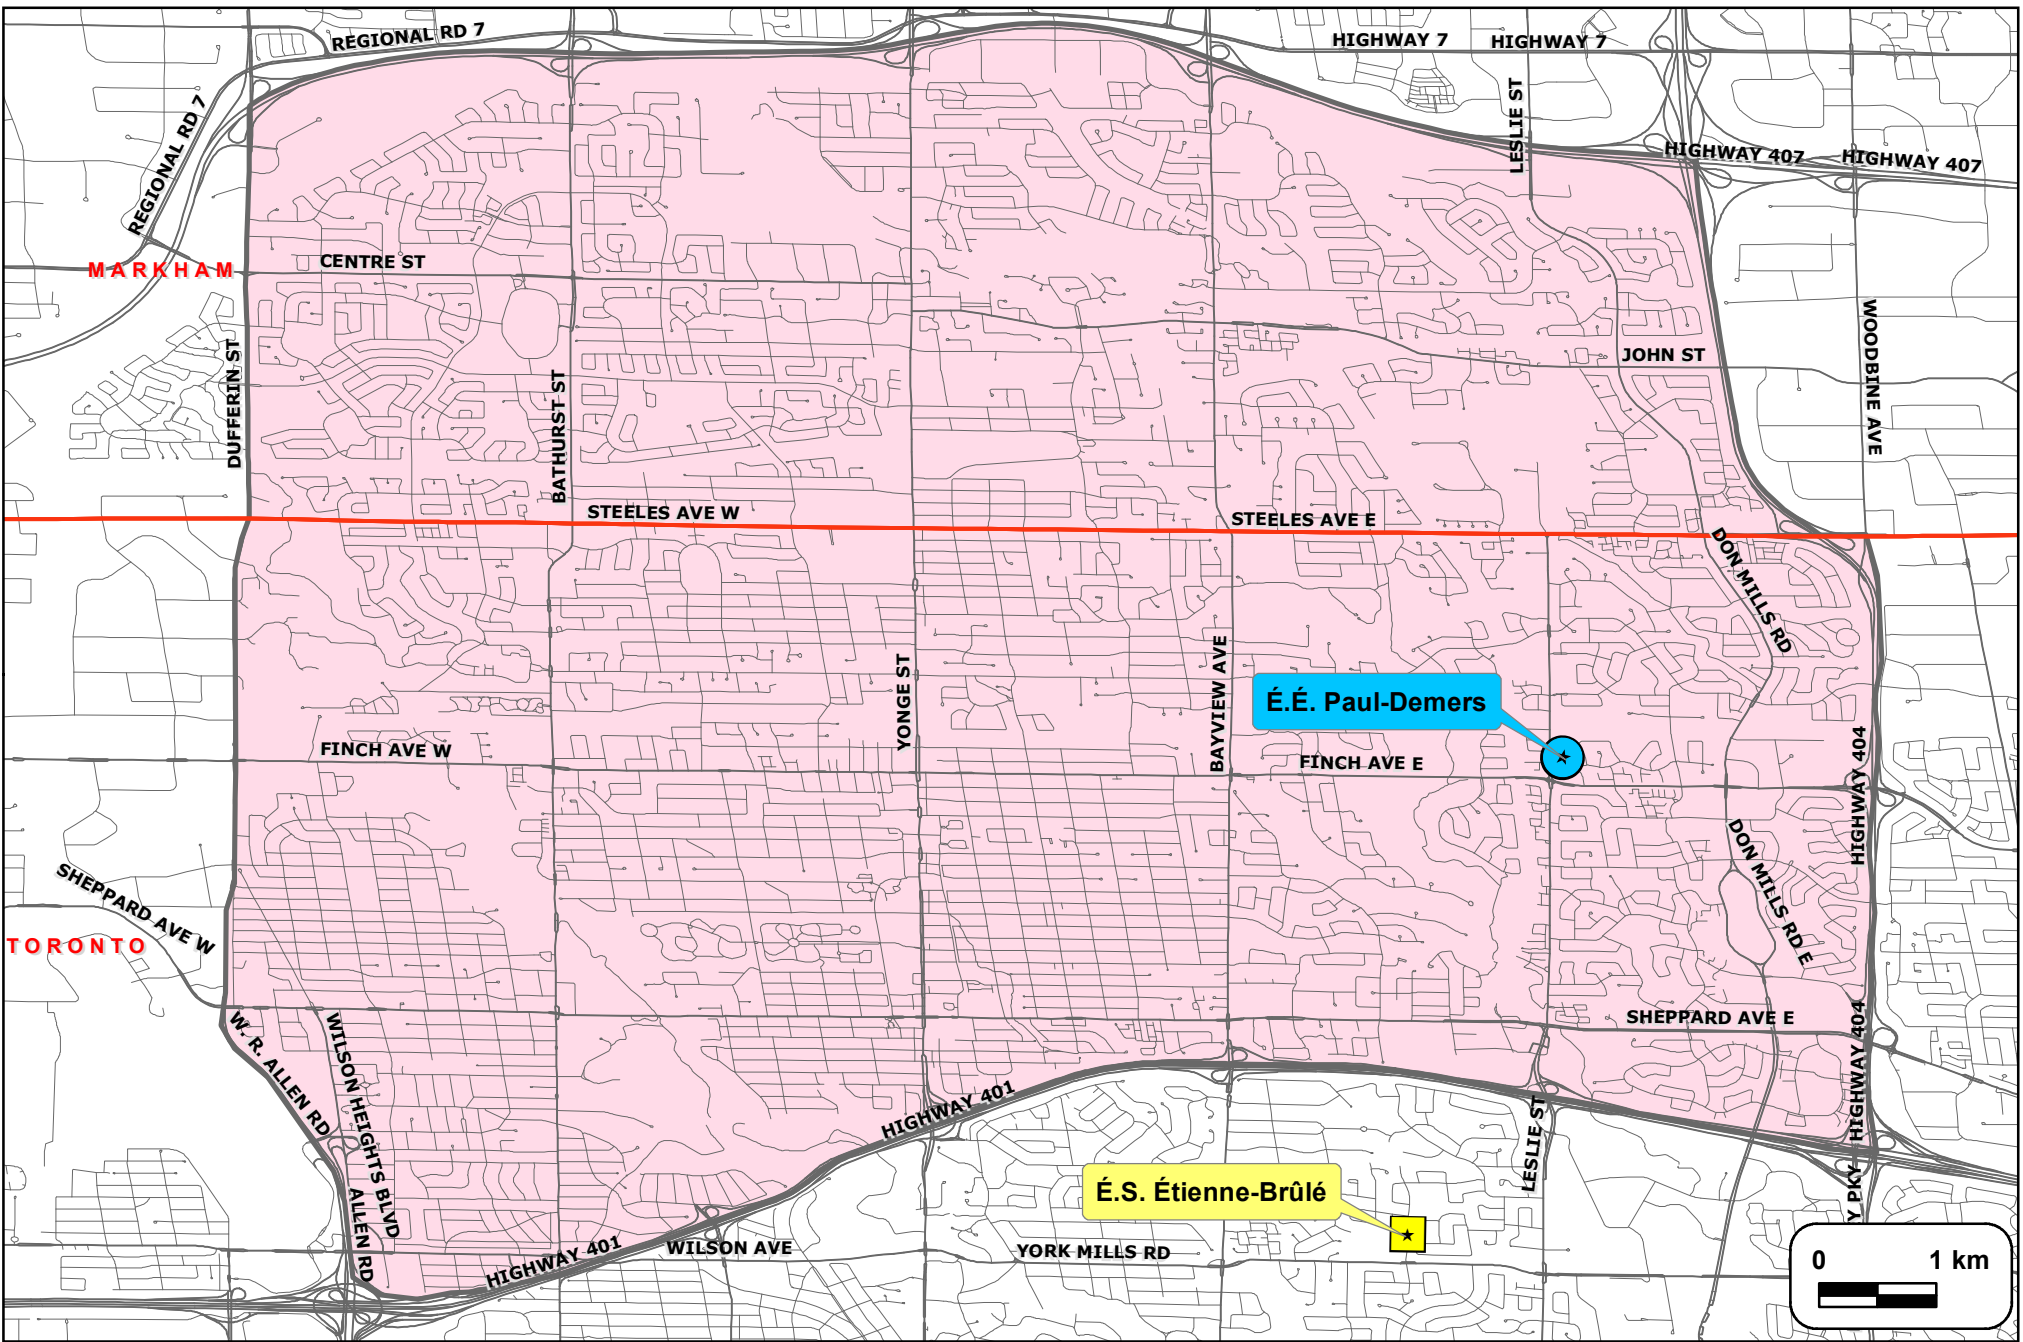 REGIONAL RD 7
HIGHWAY 7
HIGHWAY 7
LESLIE ST
REGIONAL RD 7
HIGHWAY 407
HIGHWAY 407
MARKHAM
CENTRE ST
WOODBINE AVE
DUFFERIN ST
JOHN ST
BATHURST ST
STEELES AVE W
STEELES AVE E
DON MILLS RD
YONGE ST
BAYVIEW AVE
É.É. Paul-Demers
FINCH AVE W
FINCH AVE E
HIGHWAY 404
DON MILLS RD E
SHEPPARD AVE W
TORONTO
SHEPPARD AVE E
W. R. ALLEN RD
WILSON HEIGHTS BLVD
HIGHWAY 404
HIGHWAY 401
LESLIE ST
É.S. Étienne-Brûlé
ALLEN RD
Y PKY
HIGHWAY 401
WILSON AVE
YORK MILLS RD
0 1 km